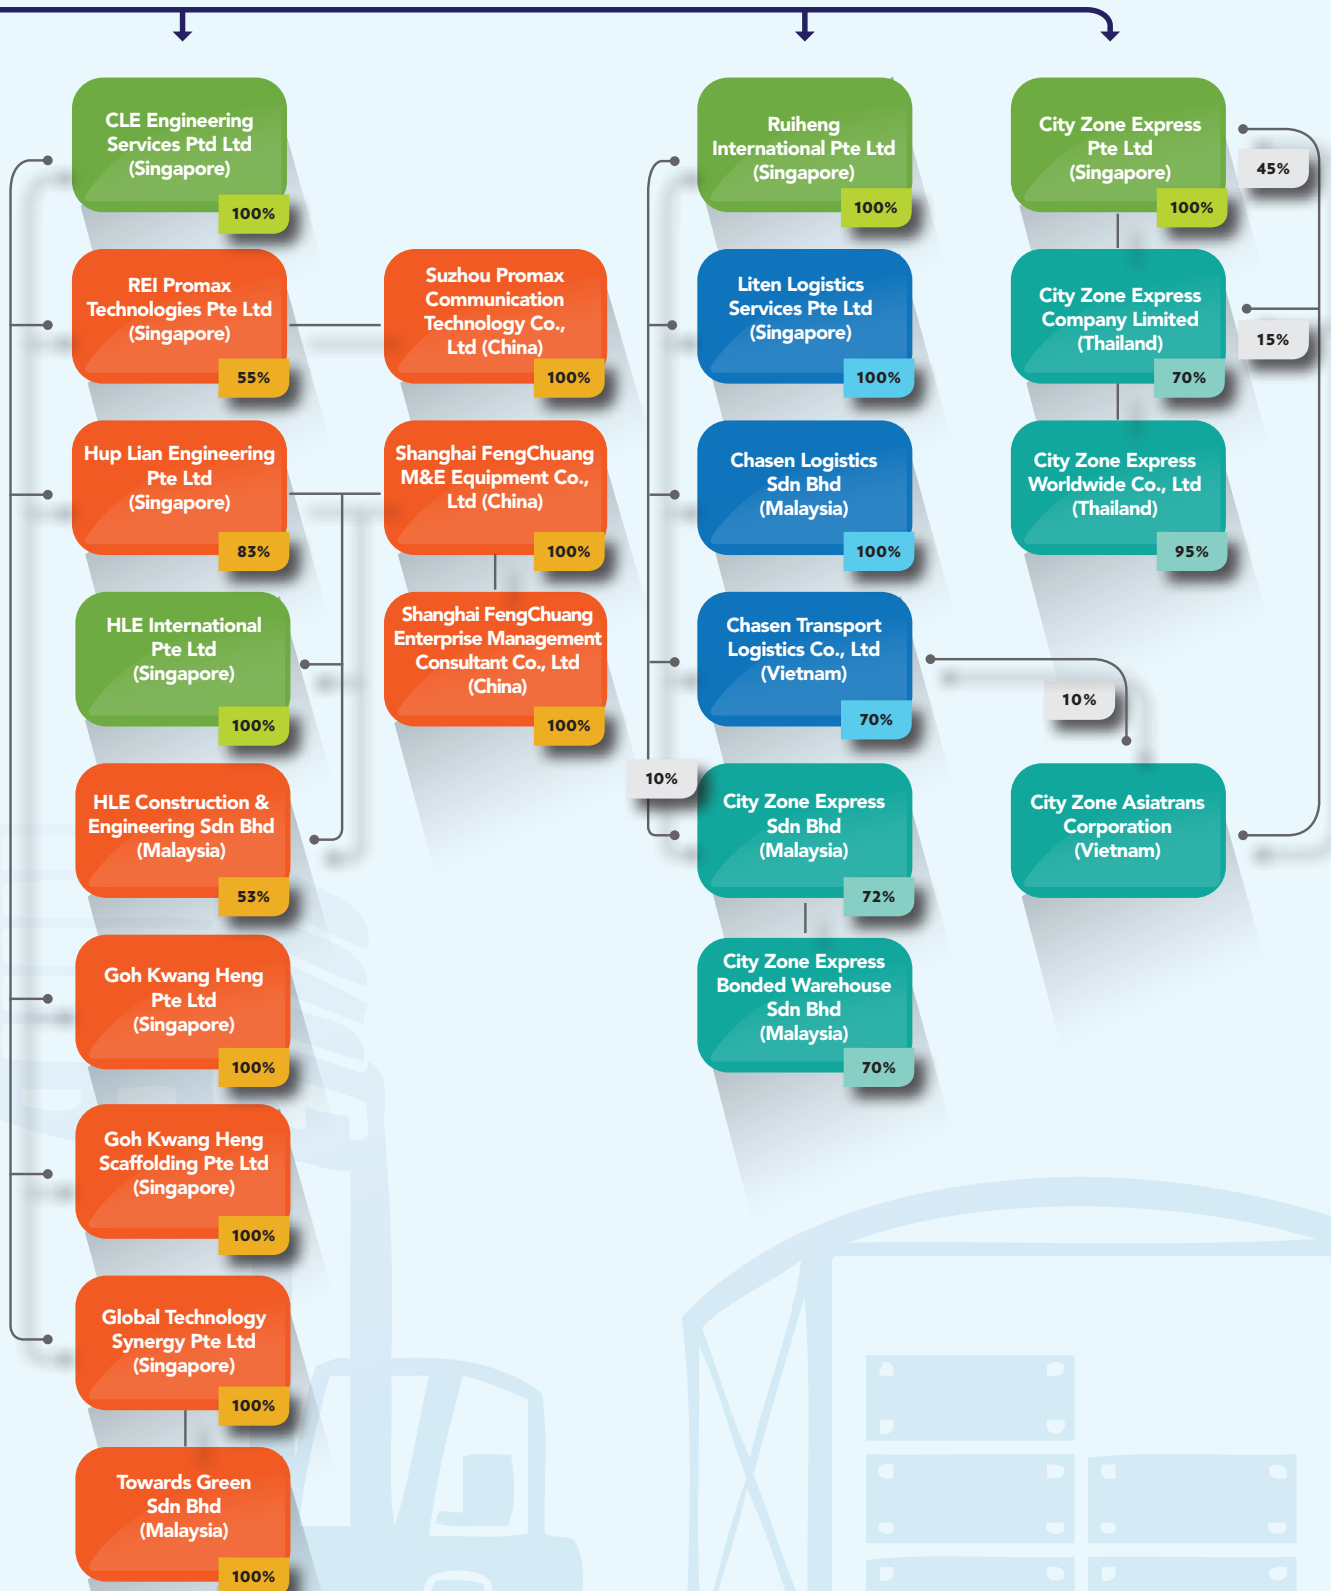 CLE Engineering
Services Ptd Ltd
(Singapore)
100%
REI Promax
Technologies Pte Ltd
(Singapore)
55%
Hup Lian Engineering
Pte Ltd
(Singapore)
83%
HLE International
Pte Ltd
(Singapore)
100%
HLE Construction &
Engineering Sdn Bhd
(Malaysia)
53%
Goh Kwang Heng
Pte Ltd
(Singapore)
100%
Goh Kwang Heng
Scaffolding Pte Ltd
(Singapore)
100%
Global Technology
Synergy Pte Ltd
(Singapore)
100%
Towards Green
Sdn Bhd
(Malaysia)
100%
Suzhou Promax
Communication
Technology Co.,
Ltd (China)
100%
Shanghai FengChuang
M&E Equipment Co.,
Ltd (China)
100%
Shanghai FengChuang
Enterprise Management
Consultant Co., Ltd
(China)
100%
Ruiheng
International Pte Ltd
(Singapore)
100%
Liten Logistics
Services Pte Ltd
(Singapore)
100%
Chasen Logistics
Sdn Bhd
(Malaysia)
100%
Chasen Transport
Logistics Co., Ltd
(Vietnam)
70%
10%
City Zone Express
Sdn Bhd
(Malaysia)
72%
City Zone Express
Bonded Warehouse
Sdn Bhd
(Malaysia)
70%
City Zone Express
Pte Ltd
(Singapore)
100%
45%
City Zone Express
Company Limited
(Thailand)
70%
15%
City Zone Express
Worldwide Co., Ltd
(Thailand)
95%
10%
City Zone Asiatrans
Corporation
(Vietnam)